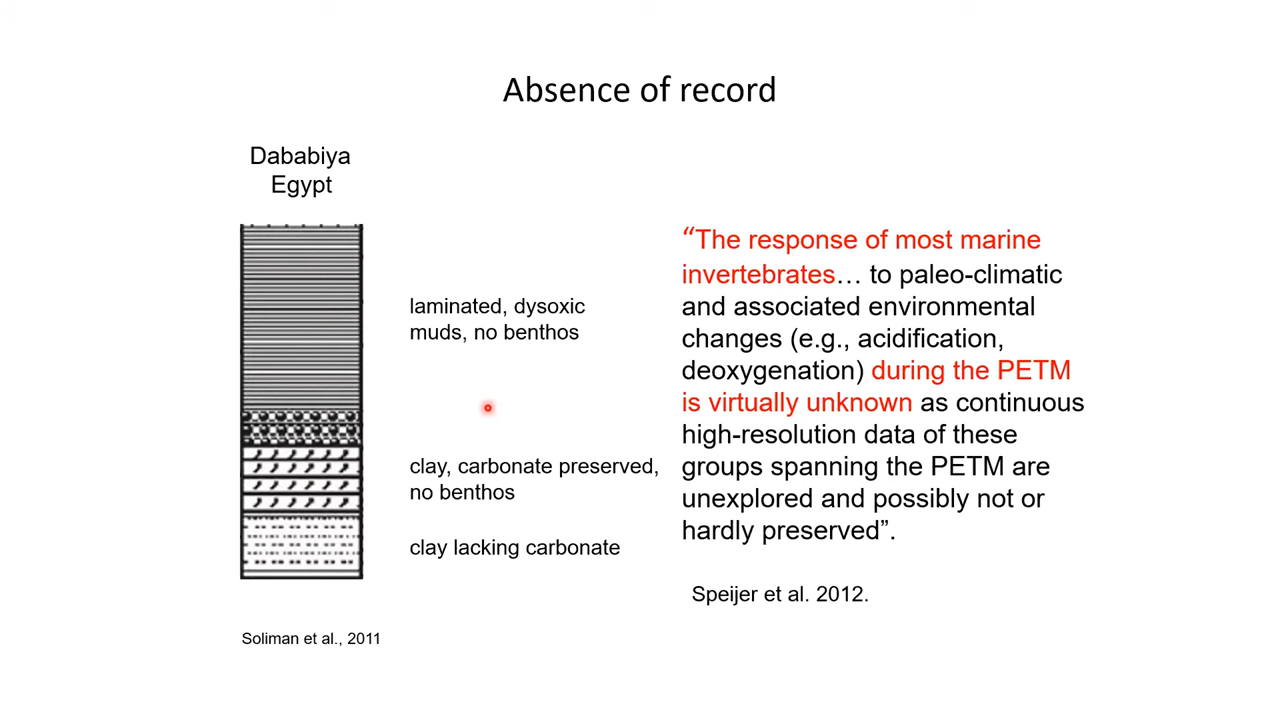 Absence of record
Dababiya
Egypt
laminated, dysoxic
muds, no benthos
clay, carbonate preserved,
no benthos
clay lacking carbonate
Soliman et al., 2011
“The response of most marine
invertebrates… to paleo-climatic
and associated environmental
changes (e.g., acidification,
deoxygenation) during the PETM
is virtually unknown as continuous
high-resolution data of these
groups spanning the PETM are
unexplored and possibly not or
hardly preserved”.
Speijer et al. 2012.